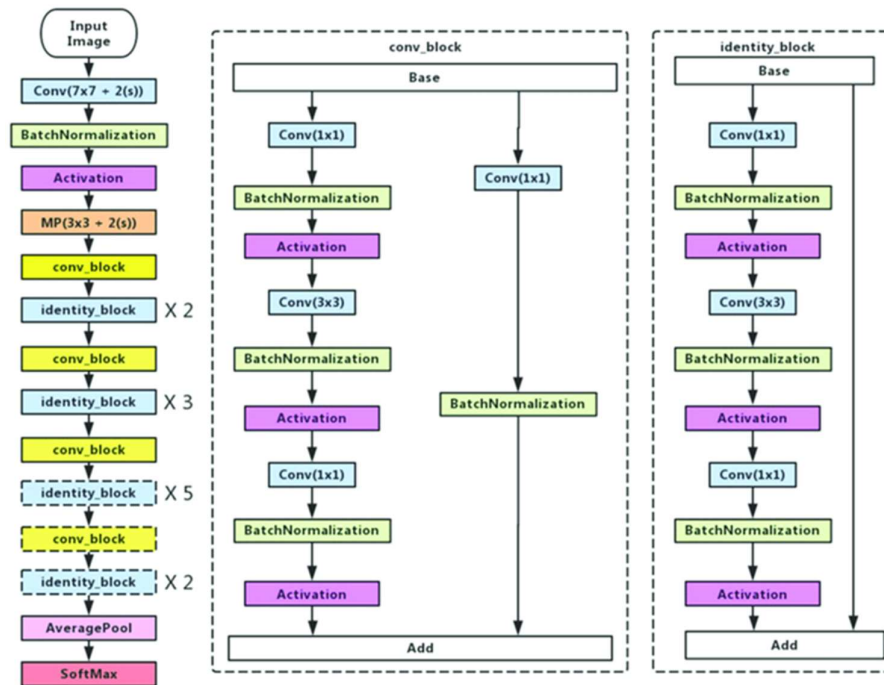 Input
Image
Conv(7x7 + 2(s))
BatchNormalization
Activation
MP(3x3 + 2(s))
conv_block
identity_block X 2
conv_block
identity_block X 3
conv_block
identity_block X 5
conv_block
identity_block X 2
AveragePool
SoftMax
conv_block
Base
Conv(1x1)
BatchNormalization
Activation
Conv(3x3)
BatchNormalization
Activation
Conv(1x1)
BatchNormalization
Activation
Conv(1x1)
BatchNormalization
Add
identity_block
Base
Conv(1x1)
BatchNormalization
Activation
Conv(3x3)
BatchNormalization
Activation
Conv(1x1)
BatchNormalization
Activation
Add